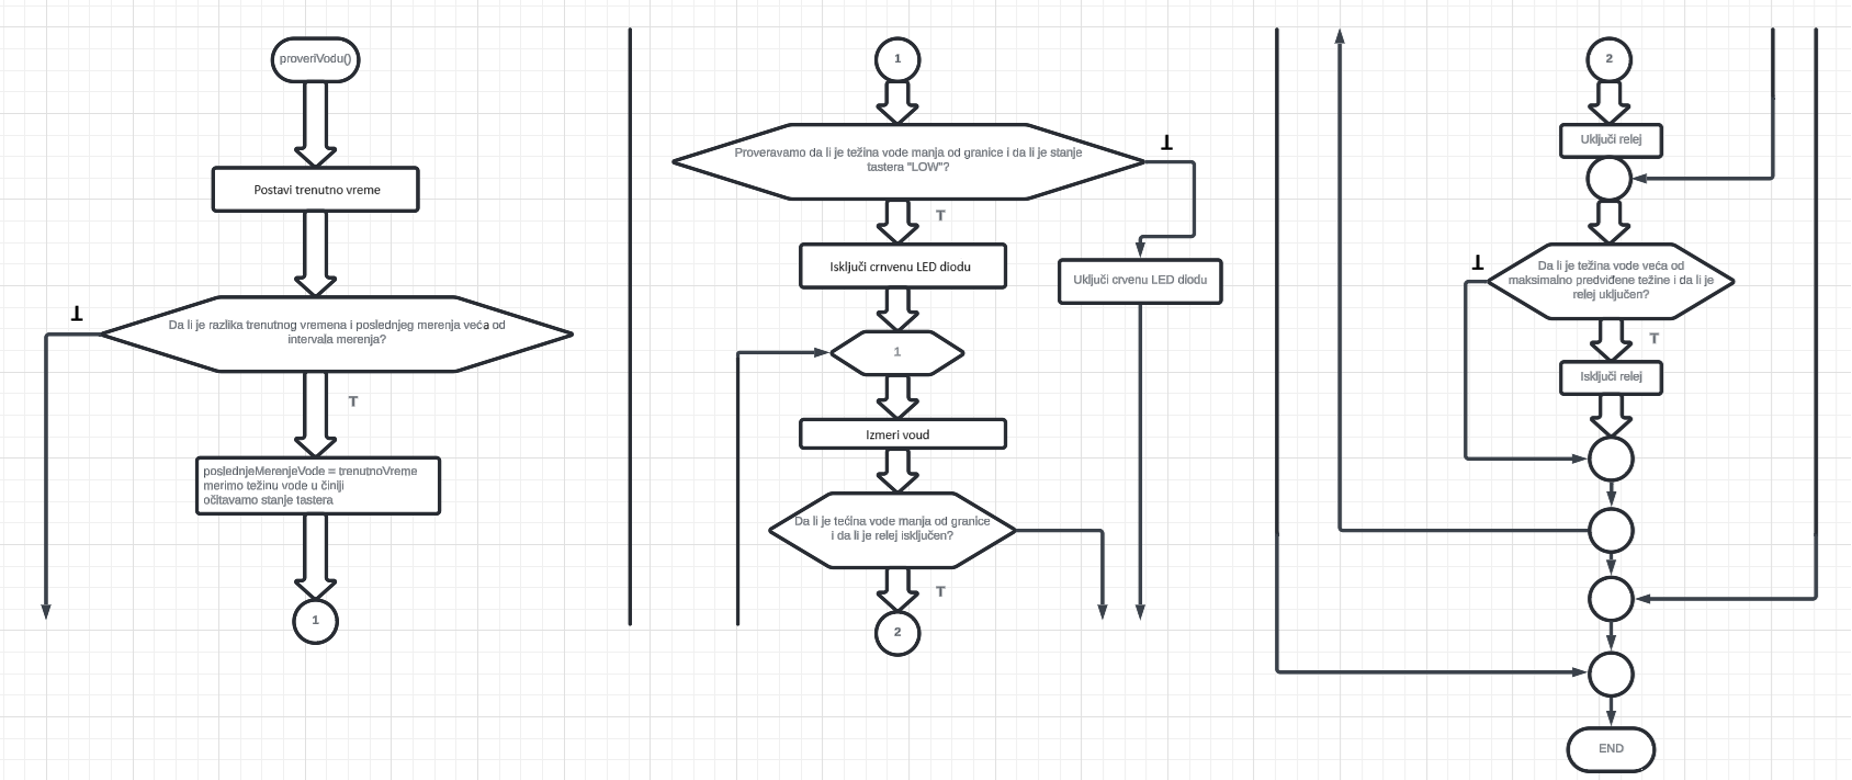 proveriVodu()
Postavi trenutno vreme
⊥
Da li je razlika trenutnog vremena i poslednjeg merenja veća od
intervala merenja?
T
poslednjeMerenjeVode = trenutnoVreme
merimo težinu vode u činiji
očitavamo stanje tastera
1
1
Proveravamo da li je težina vode manja od granice i da li je stanje
tastera "LOW"?
⊥
T
Isključi crnvenu LED diodu
Uključi crvenu LED diodu
1
Izmeri voud
Da li je tećina vode manja od granice
i da li je relej isključen?
T
2
2
Uključi relej
⊥
Da li je težina vode veća od
maksimalno predviđene težine i da li je
relej uključen?
T
Isključi relej
END